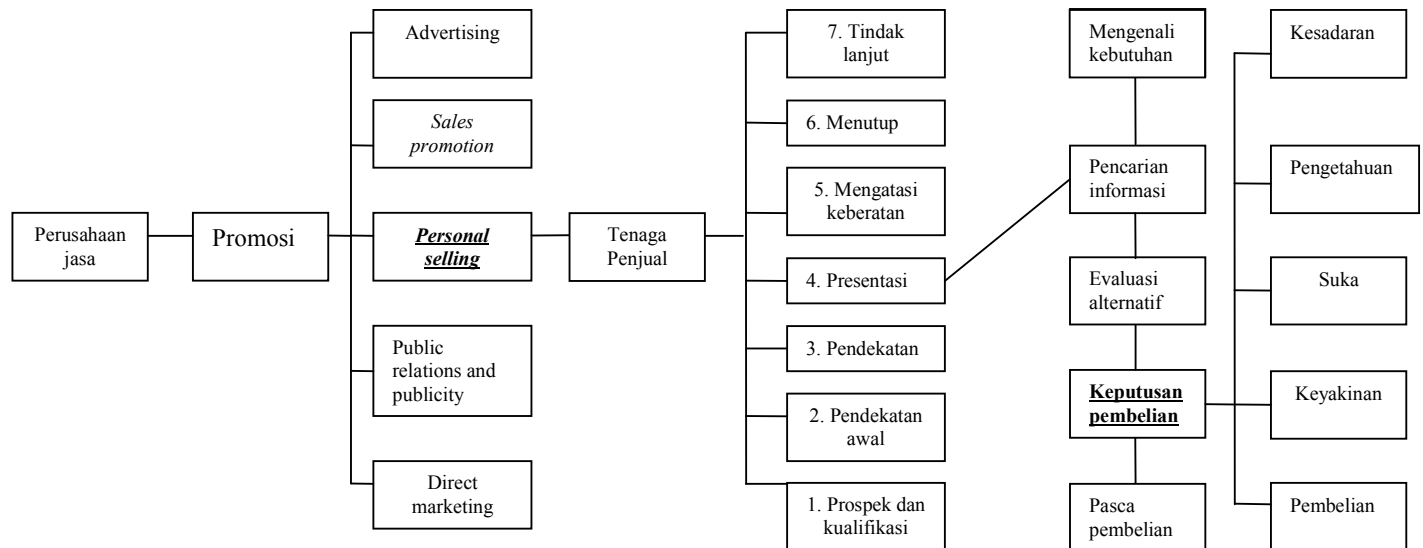 Perusahaan
jasa
Promosi
Advertising
Sales
promotion
Personal
selling
Public
relations and
publicity
Direct
marketing
Tenaga
Penjual
7. Tindak
lanjut
6. Menutup
5. Mengatasi
keberatan
4. Presentasi
3. Pendekatan
2. Pendekatan
awal
1. Prospek dan
kualifikasi
Mengenali
kebutuhan
Pencarian
informasi
Evaluasi
alternatif
Keputusan
pembelian
Pasca
pembelian
Kesadaran
Pengetahuan
Suka
Keyakinan
Pembelian